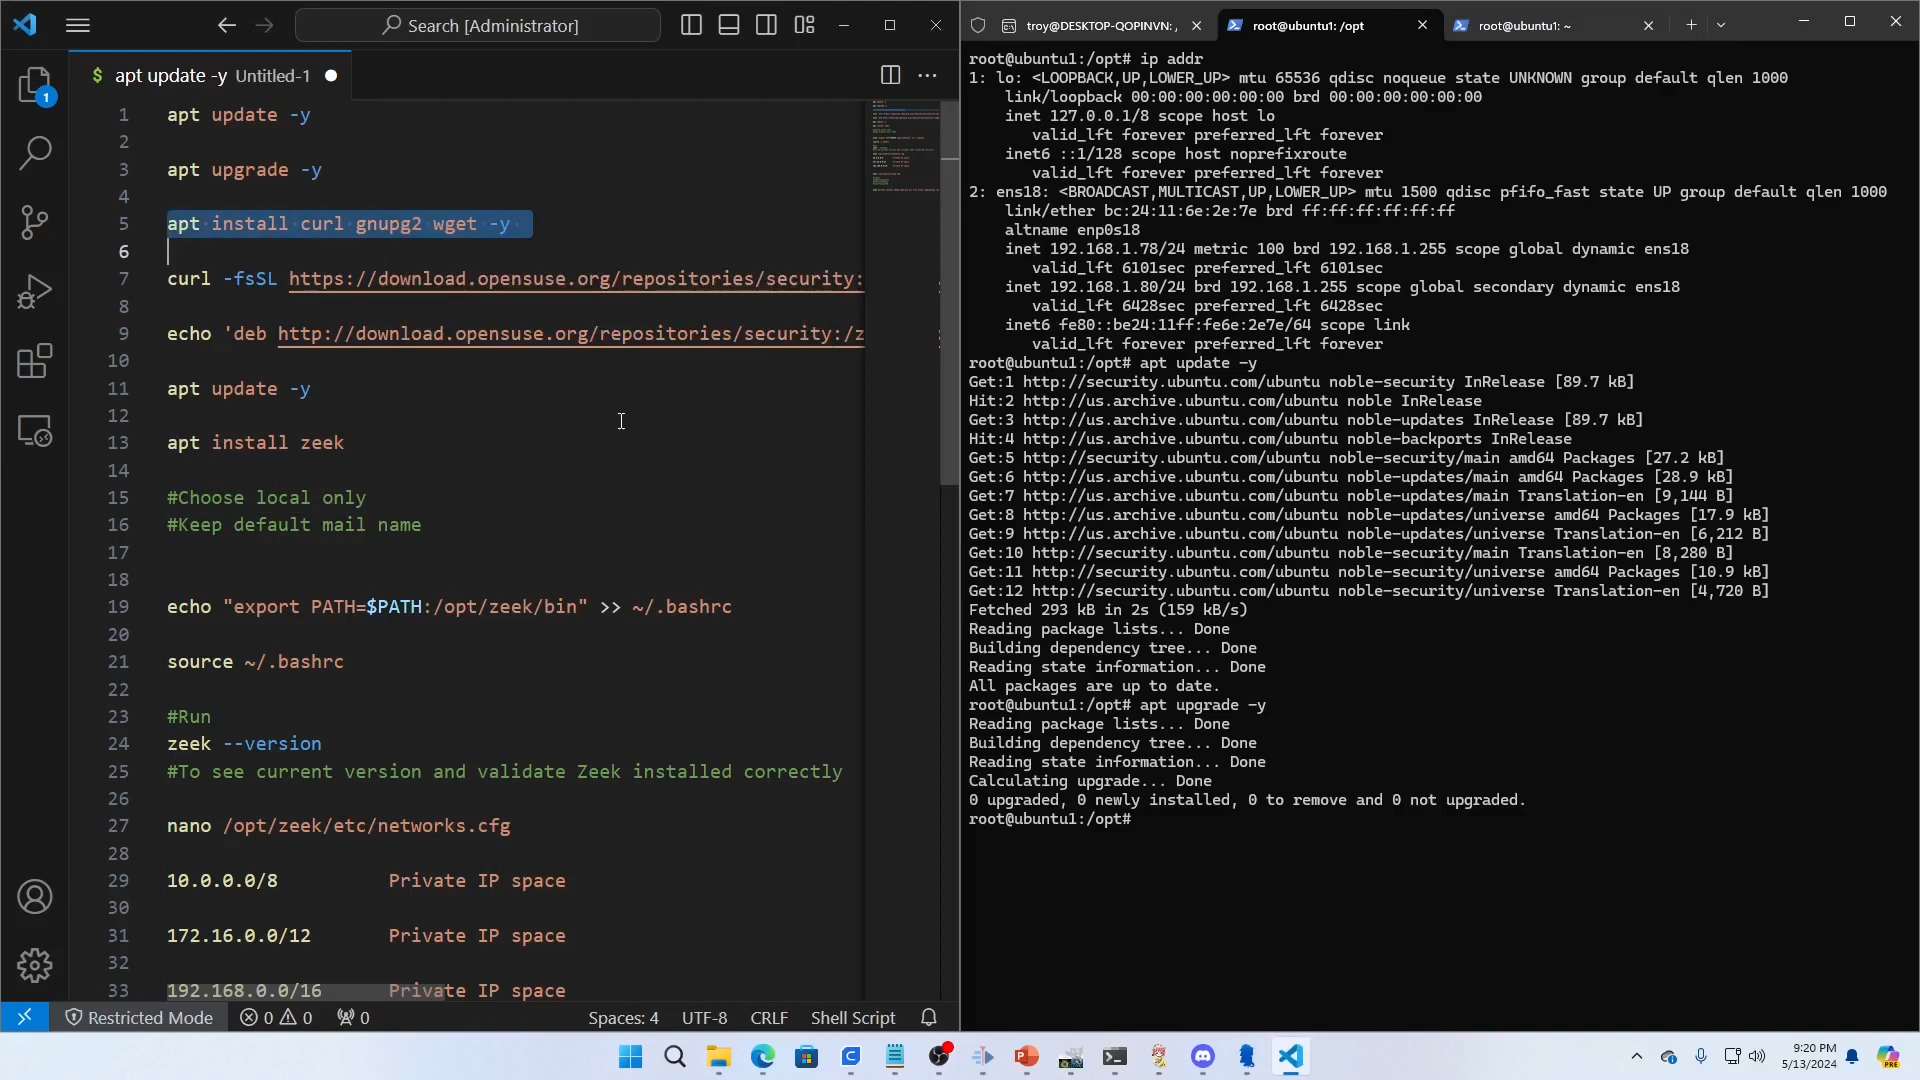 Search [Administrator]
$ apt update -y Untitled-1
1
1 apt update -y
2
3 apt upgrade -y
4
5 apt install curl gnupg2 wget -y
6
7 curl -fsSL https://download.opensuse.org/repositories/security:
8
9 echo 'deb http://download.opensuse.org/repositories/security:/z
10
11 apt update -y
12
13 apt install zeek
14
15 #Choose local only
16 #Keep default mail name
17
18
19 echo "export PATH=$PATH:/opt/zeek/bin" >> ~/.bashrc
20
21 source ~/.bashrc
22
23 #Run
24 zeek --version
25 #To see current version and validate Zeek installed correctly
26
27 nano /opt/zeek/etc/networks.cfg
28
29 10.0.0.0/8 Private IP space
30
31 172.16.0.0/12 Private IP space
32
33 192.168.0.0/16 Private IP space
Restricted Mode 0 0 0 Spaces: 4 UTF-8 CRLF Shell Script
troy@DESKTOP-QOPINVN: root@ubuntu1: /opt root@ubuntu1: ~
root@ubuntu1:/opt# ip addr
1: lo: <LOOPBACK,UP,LOWER_UP> mtu 65536 qdisc noqueue state UNKNOWN group default qlen 1000
link/loopback 00:00:00:00:00:00 brd 00:00:00:00:00:00
inet 127.0.0.1/8 scope host lo
valid_lft forever preferred_lft forever
inet6 ::1/128 scope host noprefixroute
valid_lft forever preferred_lft forever
2: ens18: <BROADCAST,MULTICAST,UP,LOWER_UP> mtu 1500 qdisc pfifo_fast state UP group default qlen 1000
link/ether bc:24:11:6e:2e:7e brd ff:ff:ff:ff:ff:ff
altname enp0s18
inet 192.168.1.78/24 metric 100 brd 192.168.1.255 scope global dynamic ens18
valid_lft 6101sec preferred_lft 6101sec
inet 192.168.1.80/24 brd 192.168.1.255 scope global secondary dynamic ens18
valid_lft 6428sec preferred_lft 6428sec
inet6 fe80::be24:11ff:fe6e:2e7e/64 scope link
valid_lft forever preferred_lft forever
root@ubuntu1:/opt# apt update -y
Get:1 http://security.ubuntu.com/ubuntu noble-security InRelease [89.7 kB]
Hit:2 http://us.archive.ubuntu.com/ubuntu noble InRelease
Get:3 http://us.archive.ubuntu.com/ubuntu noble-updates InRelease [89.7 kB]
Hit:4 http://us.archive.ubuntu.com/ubuntu noble-backports InRelease
Get:5 http://security.ubuntu.com/ubuntu noble-security/main amd64 Packages [27.2 kB]
Get:6 http://us.archive.ubuntu.com/ubuntu noble-updates/main amd64 Packages [28.9 kB]
Get:7 http://us.archive.ubuntu.com/ubuntu noble-updates/main Translation-en [9,144 B]
Get:8 http://us.archive.ubuntu.com/ubuntu noble-updates/universe amd64 Packages [17.9 kB]
Get:9 http://us.archive.ubuntu.com/ubuntu noble-updates/universe Translation-en [6,212 B]
Get:10 http://security.ubuntu.com/ubuntu noble-security/main Translation-en [8,280 B]
Get:11 http://security.ubuntu.com/ubuntu noble-security/universe amd64 Packages [10.9 kB]
Get:12 http://security.ubuntu.com/ubuntu noble-security/universe Translation-en [4,720 B]
Fetched 293 kB in 2s (159 kB/s)
Reading package lists... Done
Building dependency tree... Done
Reading state information... Done
All packages are up to date.
root@ubuntu1:/opt# apt upgrade -y
Reading package lists... Done
Building dependency tree... Done
Reading state information... Done
Calculating upgrade... Done
0 upgraded, 0 newly installed, 0 to remove and 0 not upgraded.
root@ubuntu1:/opt#
9:20 PM
5/13/2024
PRE